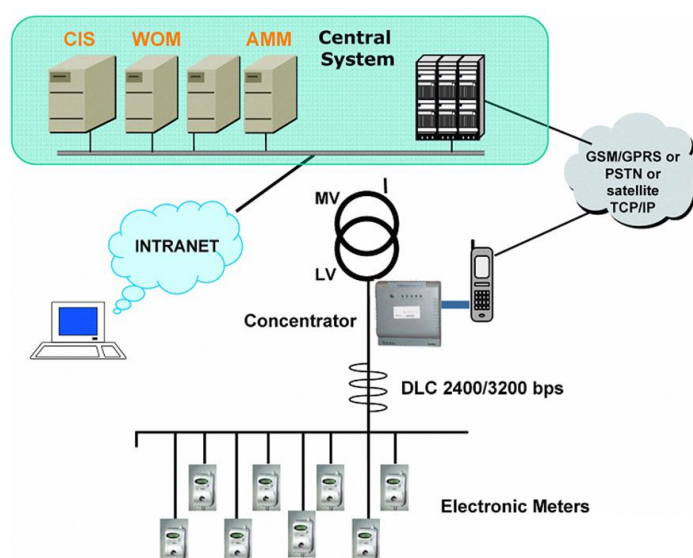 CIS WOM AMM Central
System
GSM/GPRS or
PSTN or
satellite
TCP/IP
MV
INTRANET
LV
Concentrator
DLC 2400/3200 bps
Electronic Meters